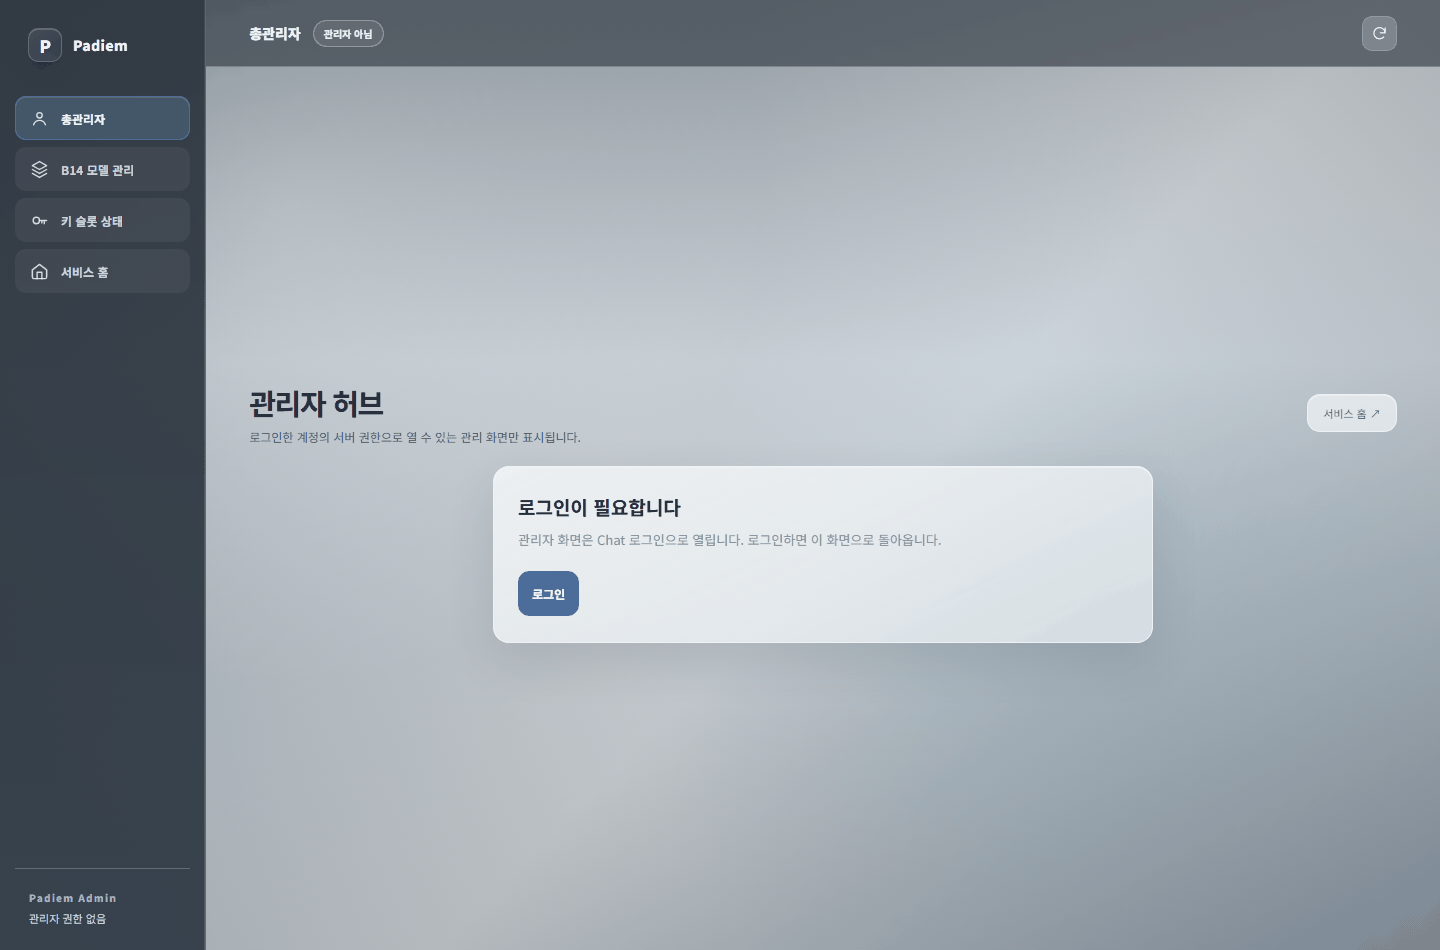 P Padiem
총관리자
B14 모델 관리
키 슬롯 상태
서비스 홈
Padiem Admin
관리자 권한 없음
총관리자 관리자 아님
관리자 허브
로그인한 계정의 서버 권한으로 열 수 있는 관리 화면만 표시됩니다.
서비스 홈 ↗
로그인이 필요합니다
관리자 화면은 Chat 로그인으로 열립니다. 로그인하면 이 화면으로 돌아옵니다.
로그인